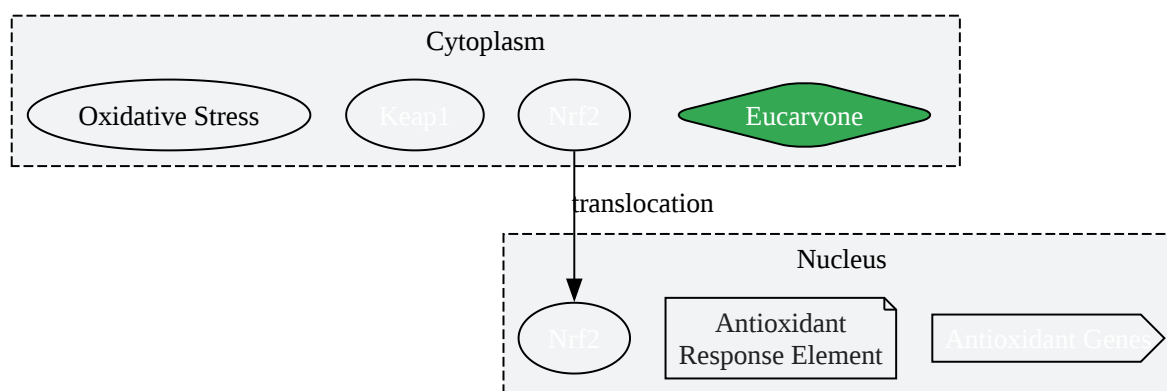 Cytoplasm
Oxidative Stress
Keap1
Nrf2
Eucarvone
translocation
Nucleus
Nrf2
Antioxidant
Response Element
Antioxidant Genes